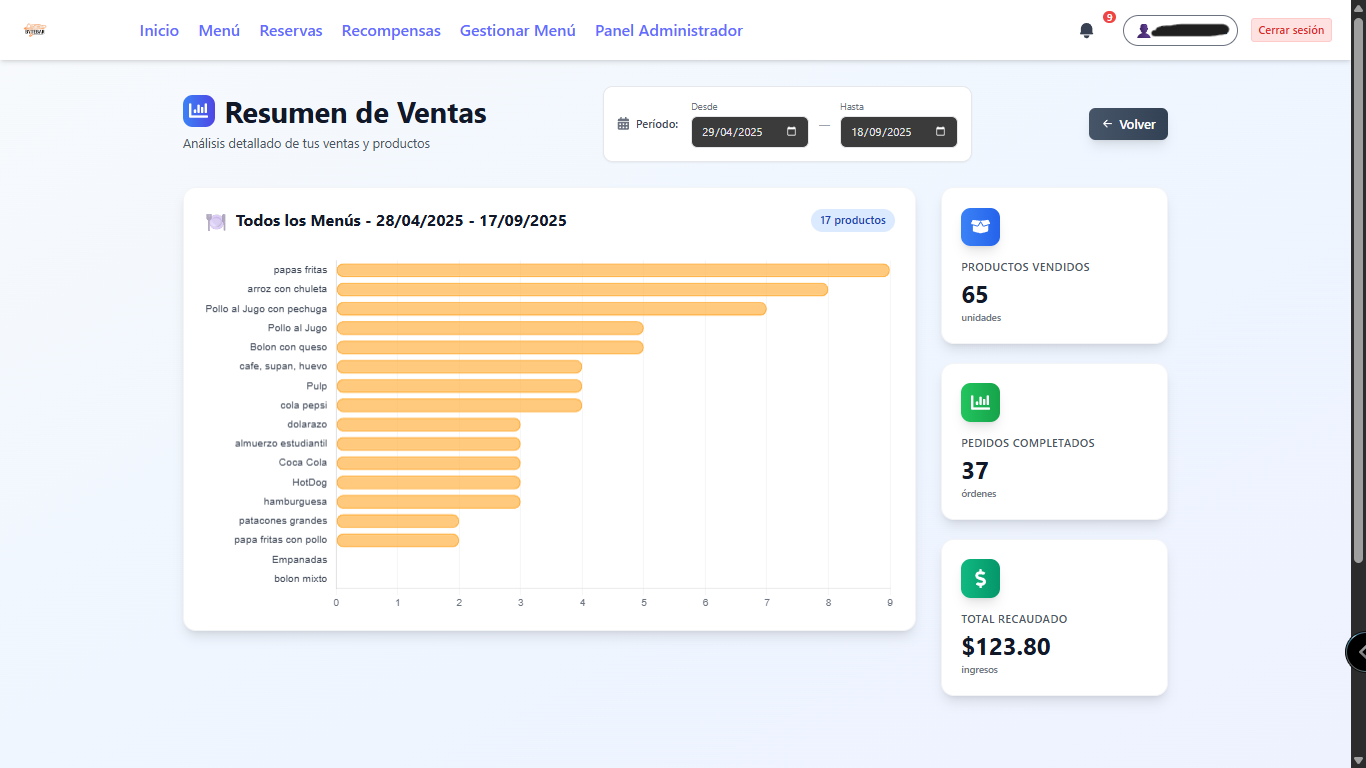 Inicio Menú Reservas Recompensas Gestionar Menú Panel Administrador 9 Cerrar sesión
Resumen de Ventas
Análisis detallado de tus ventas y productos
Período:
Desde
29/04/2025
—
Hasta
18/09/2025
← Volver
Todos los Menús - 28/04/2025 - 17/09/2025
17 productos
papas fritas
arroz con chuleta
Pollo al Jugo con pechuga
Pollo al Jugo
Bolon con queso
cafe, supan, huevo
Pulp
cola pepsi
dolarazo
almuerzo estudiantil
Coca Cola
HotDog
hamburguesa
patacones grandes
papa fritas con pollo
Empanadas
bolon mixto
0 1 2 3 4 5 6 7 8 9
PRODUCTOS VENDIDOS
65
unidades
PEDIDOS COMPLETADOS
37
órdenes
$
TOTAL RECAUDADO
$123.80
ingresos